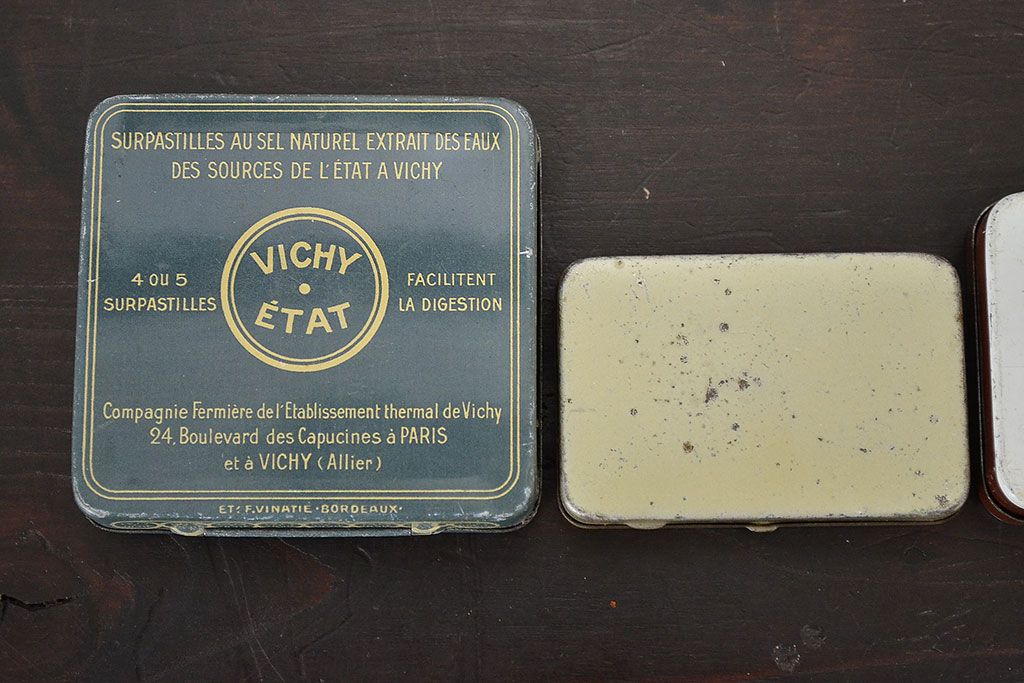 SURPASTILLES AU SEL NATUREL EXTRAIT DES EAUX
DES SOURCES DE L'ÉTAT A VICHY
VICHY
ÉTAT
4 OU 5
SURPASTILLES
FACILITENT
LA DIGESTION
Compagnie Fermière de l'Etablissement thermal de Vichy
24, Boulevard des Capucines à PARIS
et à VICHY (Allier)
ETS F. VINATIÉ · BORDEAUX ·